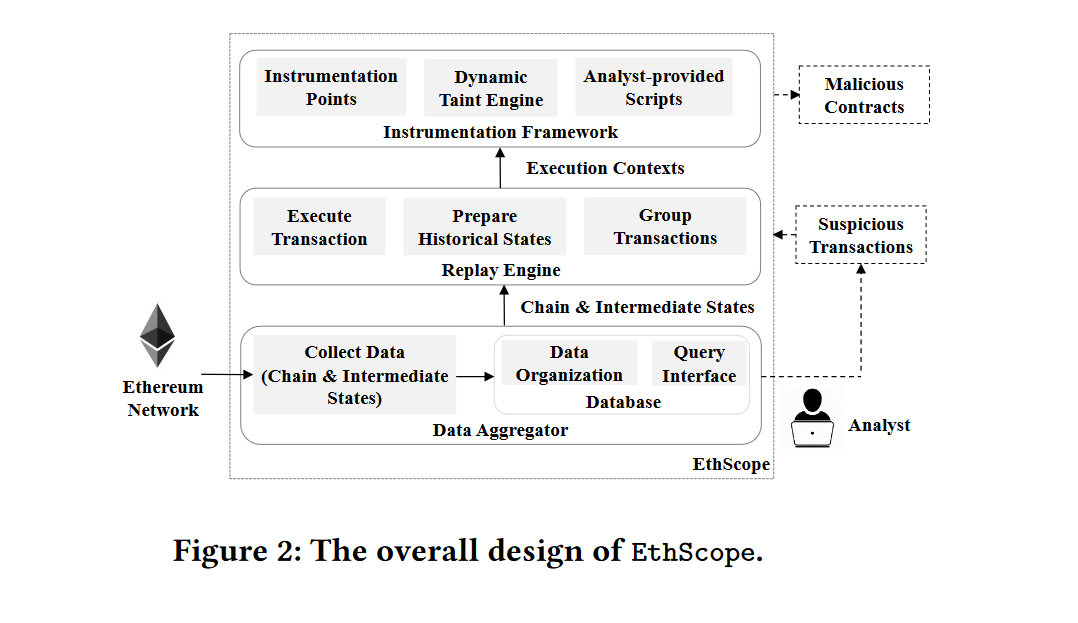 Instrumentation
Points
Dynamic
Taint Engine
Analyst-provided
Scripts
Instrumentation Framework
Malicious
Contracts
Execution Contexts
Execute
Transaction
Prepare
Historical States
Group
Transactions
Replay Engine
Suspicious
Transactions
Chain & Intermediate States
Ethereum
Network
Collect Data
(Chain & Intermediate
States)
Data
Organization
Query
Interface
Database
Data Aggregator
Analyst
EthScope
Figure 2: The overall design of EthScope.